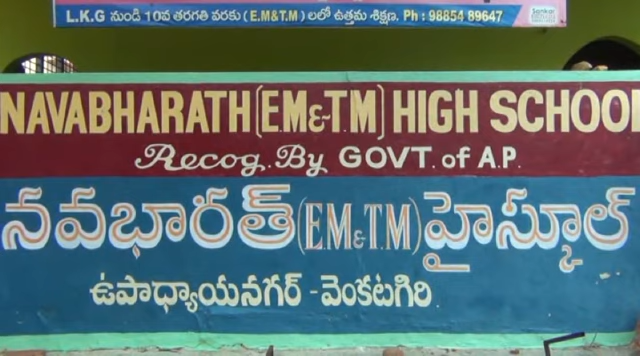 L.K.G నుండి 10వ తరగతి వరకు ( E.M&T.M ) లలో ఉత్తమ శిక్షణ. Ph : 98854 89647
NAVABHARATH (E.M & T.M) HIGH SCHOOL
Recog. By GOVT. of A.P.
నవభారత్ (E.M & T.M) హైస్కూల్
ఉపాధ్యాయనగర్ - వెంకటగిరి.